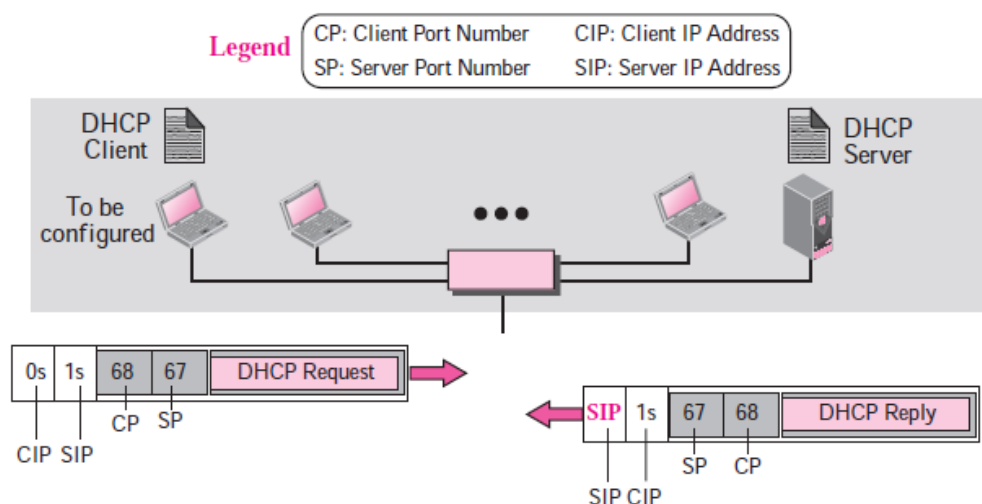 Legend
CP: Client Port Number CIP: Client IP Address
SP: Server Port Number SIP: Server IP Address
DHCP
Client
DHCP
Server
To be
configured
0s 1s 68 67 DHCP Request
CP SP
CIP SIP
SIP 1s 67 68 DHCP Reply
SP CP
SIP CIP